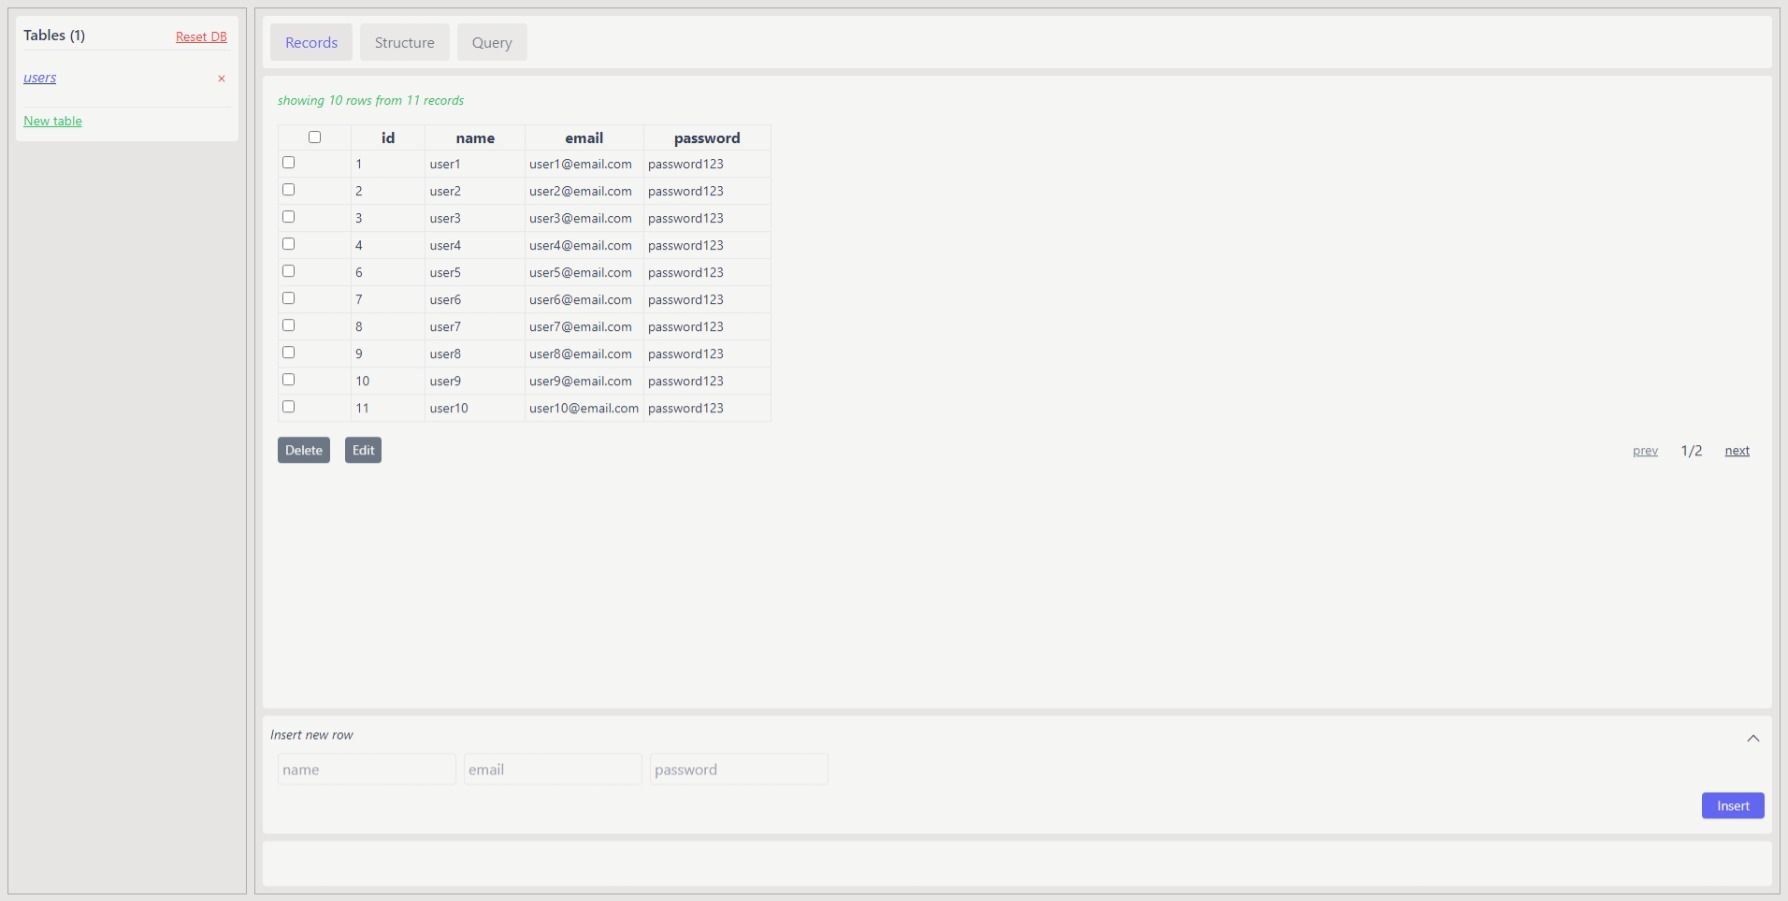 Tables (1) Reset DB
users ×
New table
Records Structure Query
showing 10 rows from 11 records
id name email password
1 user1 user1@email.com password123
2 user2 user2@email.com password123
3 user3 user3@email.com password123
4 user4 user4@email.com password123
6 user5 user5@email.com password123
7 user6 user6@email.com password123
8 user7 user7@email.com password123
9 user8 user8@email.com password123
10 user9 user9@email.com password123
11 user10 user10@email.com password123
Delete Edit prev 1/2 next
Insert new row
name email password
Insert